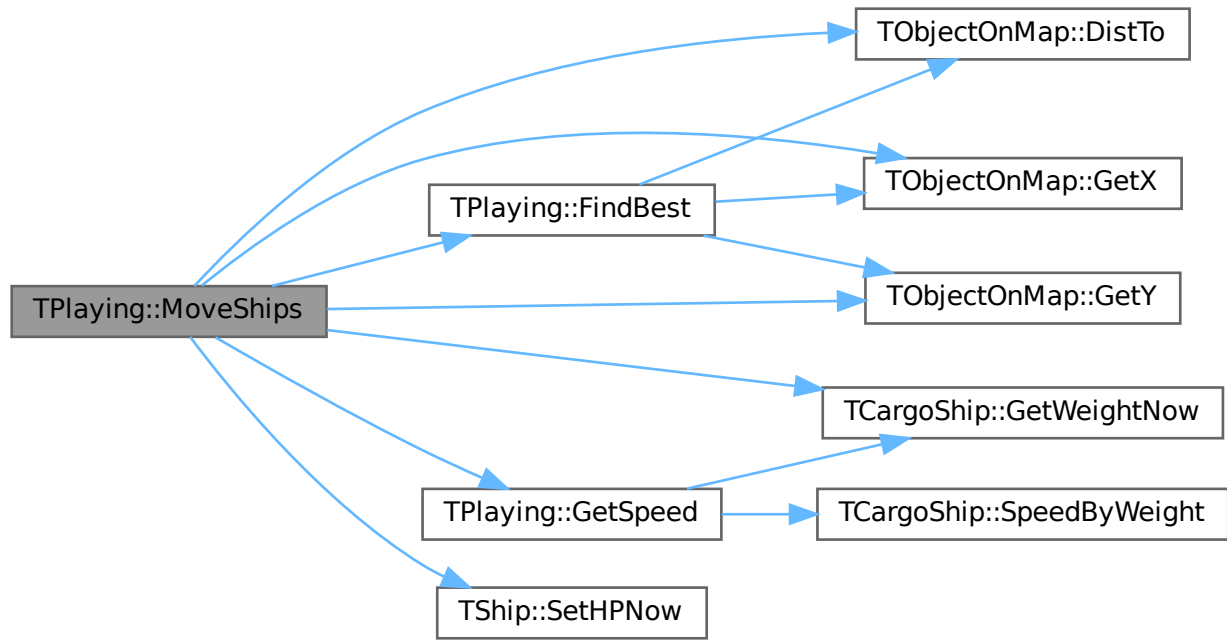 TPlaying::MoveShips
TObjectOnMap::DistTo
TPlaying::FindBest
TObjectOnMap::GetX
TObjectOnMap::GetY
TCargoShip::GetWeightNow
TPlaying::GetSpeed
TCargoShip::SpeedByWeight
TShip::SetHPNow